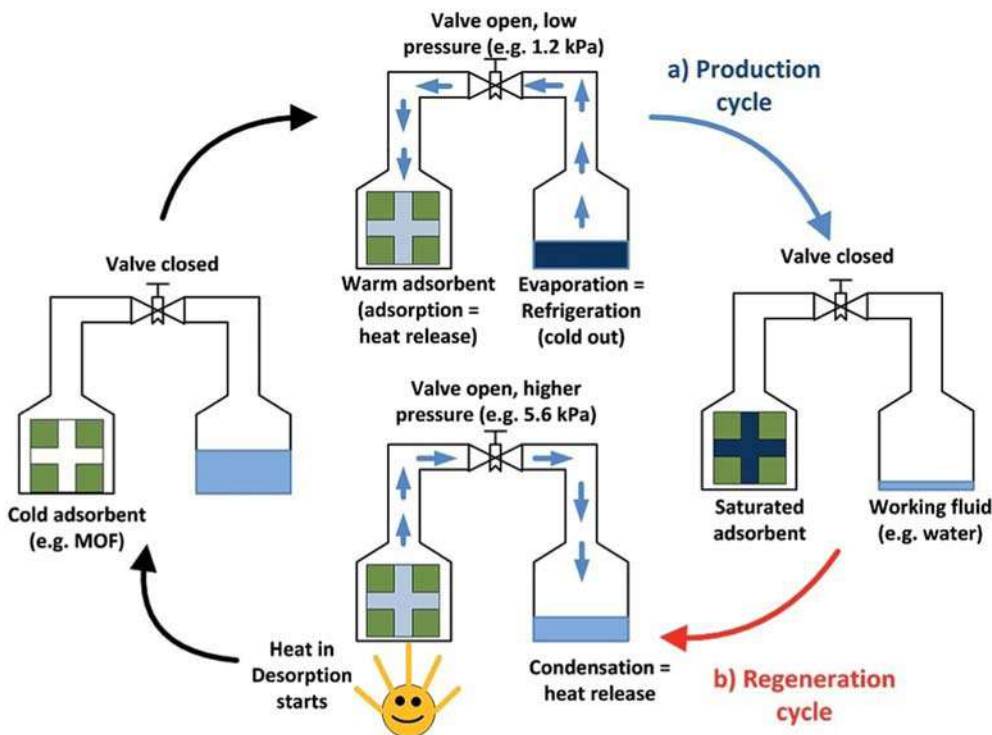 Valve open, low
pressure (e.g. 1.2 kPa)
a) Production
cycle
Valve closed
Warm adsorbent
(adsorption =
heat release)
Evaporation =
Refrigeration
(cold out)
Valve closed
Cold adsorbent
(e.g. MOF)
Valve open, higher
pressure (e.g. 5.6 kPa)
Saturated
adsorbent
Working fluid
(e.g. water)
Heat in
Desorption
starts
Condensation =
heat release
b) Regeneration
cycle